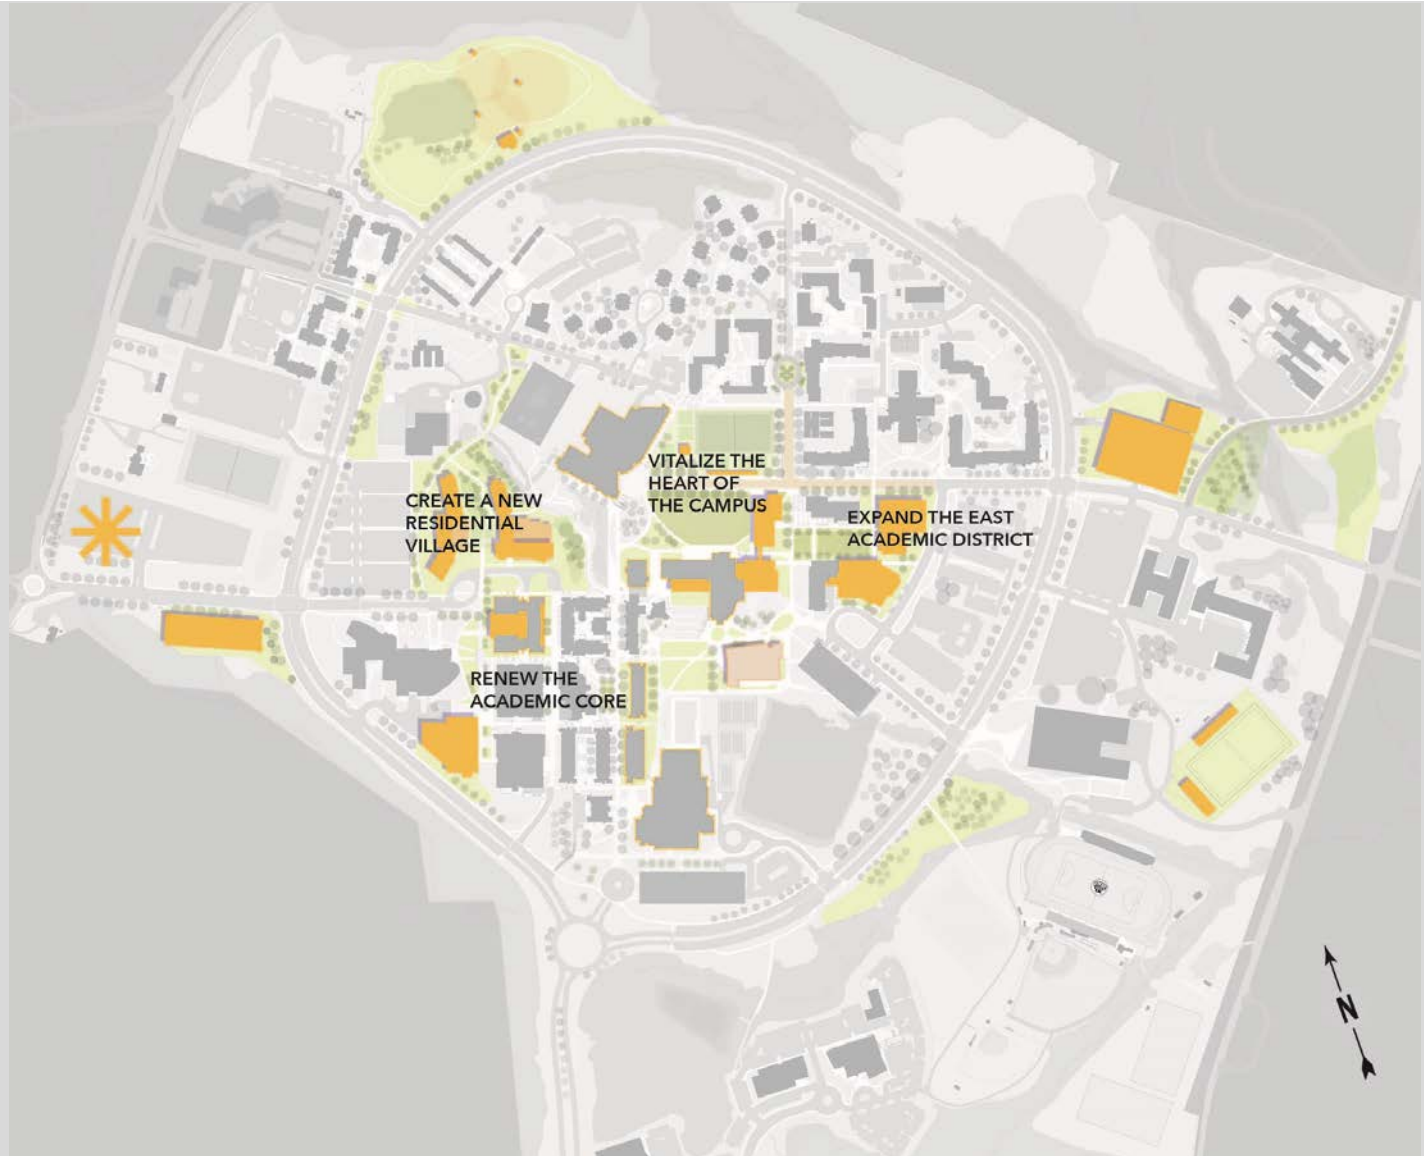 VITALIZE THE
HEART OF
THE CAMPUS
CREATE A NEW
RESIDENTIAL
VILLAGE
EXPAND THE EAST
ACADEMIC DISTRICT
RENEW THE
ACADEMIC CORE
N